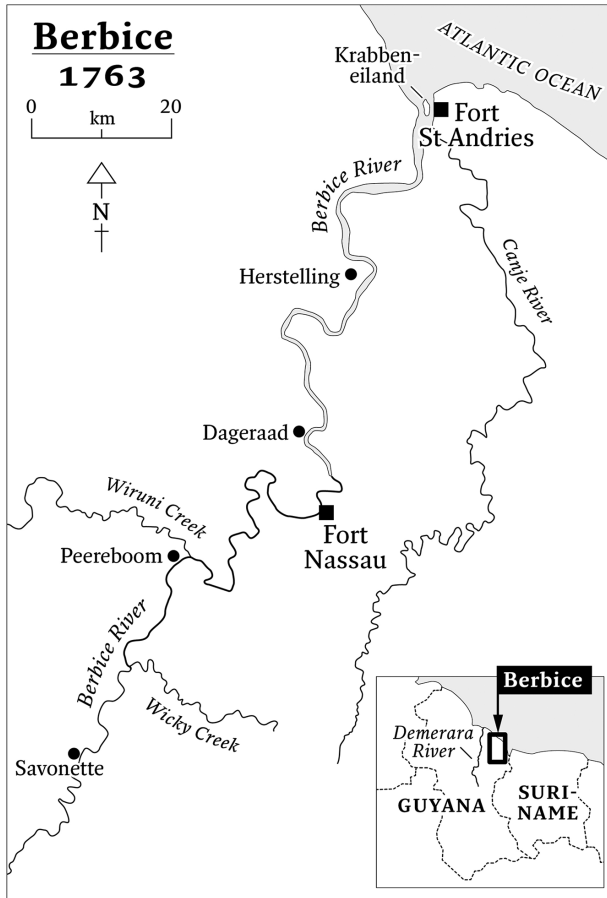 Berbice
1763
0
20
km
N
ATLANTIC OCEAN
Krabben-
eiland
Fort
St Andries
Berbice River
Canje River
Herstelling
Dageraad
Wiruni Creek
Fort
Nassau
Peereboom
Berbice River
Wicky Creek
Savonette
Berbice
Demerara
River
GUYANA
SURI-
NAME